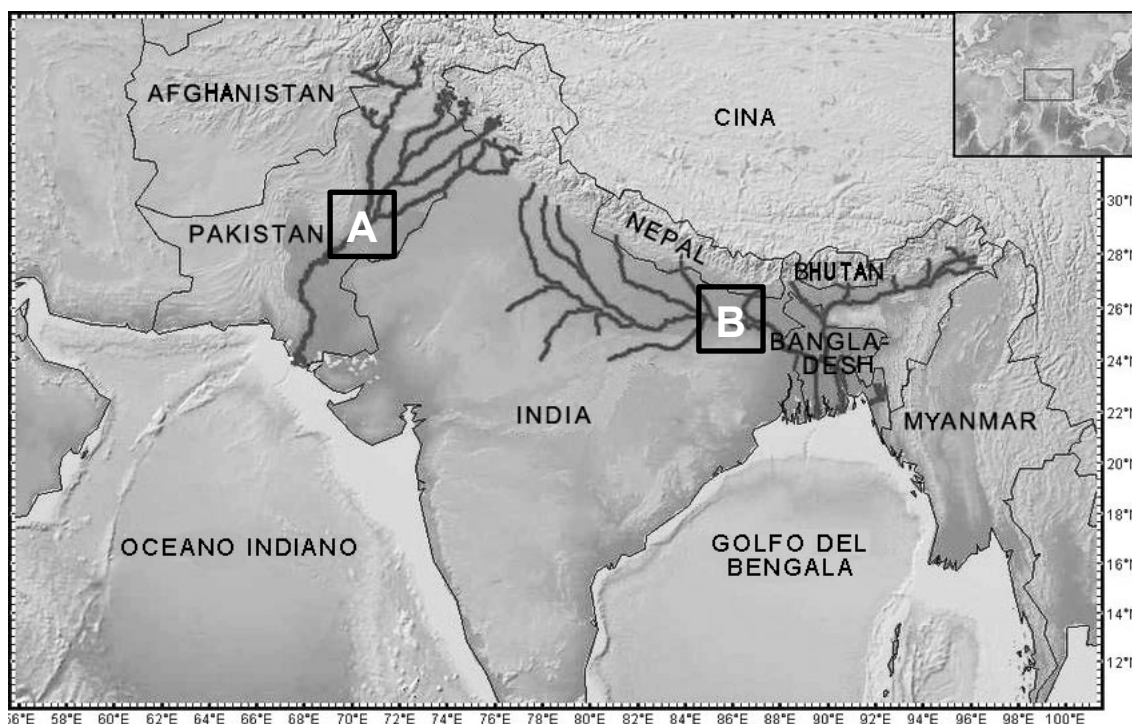 AFGHANISTAN
CINA
PAKISTAN
A
NEPAL
BHUTAN
B
BANGLA-
DESH
INDIA
MYANMAR
OCEANO INDIANO
GOLFO DEL
BENGALA
30°N
28°N
26°N
24°N
22°N
20°N
18°N
16°N
14°N
12°N
56°E 58°E 60°E 62°E 64°E 66°E 68°E 70°E 72°E 74°E 76°E 78°E 80°E 82°E 84°E 86°E 88°E 90°E 92°E 94°E 96°E 98°E 100°E